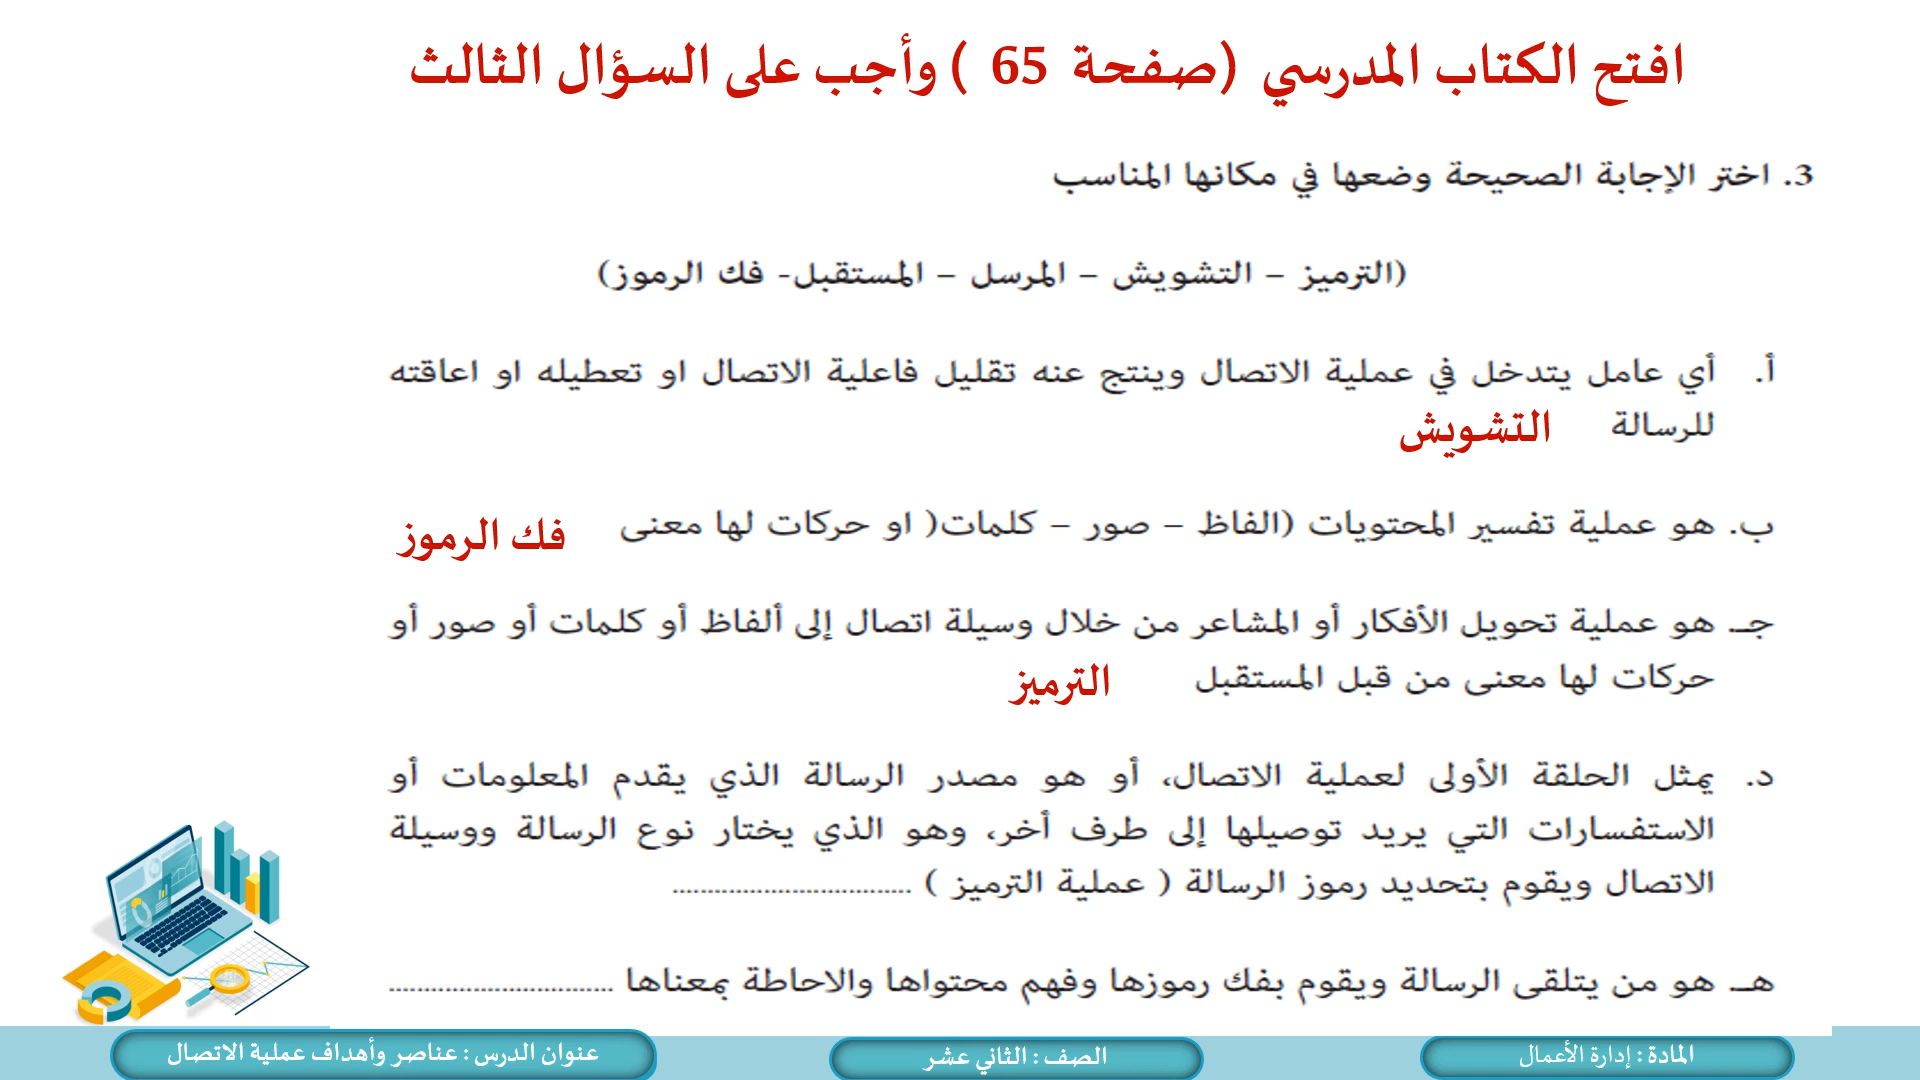 افتح الكتاب المدرسي (صفحة 65 ) وأجب على السؤال الثالث
3. اختر الإجابة الصحيحة وضعها في مكانها المناسب
(الترميز – التشويش – المرسل – المستقبل- فك الرموز)
أ. أي عامل يتدخل في عملية الاتصال وينتج عنه تقليل فاعلية الاتصال او تعطيله او اعاقته
للرسالة التشويش
ب. هو عملية تفسير المحتويات (الفاظ – صور – كلمات( او حركات لها معنى فك الرموز
جـ هو عملية تحويل الأفكار أو المشاعر من خلال وسيلة اتصال إلى ألفاظ أو كلمات أو صور أو
حركات لها معنى من قبل المستقبل الترميز
د. يمثل الحلقة الأولى لعملية الاتصال، أو هو مصدر الرسالة الذي يقدم المعلومات أو
الاستفسارات التي يريد توصيلها إلى طرف أخر، وهو الذي يختار نوع الرسالة ووسيلة
الاتصال ويقوم بتحديد رموز الرسالة ( عملية الترميز ) ..................................
هـ هو من يتلقى الرسالة ويقوم بفك رموزها وفهم محتواها والاحاطة بمعناها ................................
المادة : إدارة الأعمال
الصف : الثاني عشر
عنوان الدرس : عناصر وأهداف عملية الاتصال